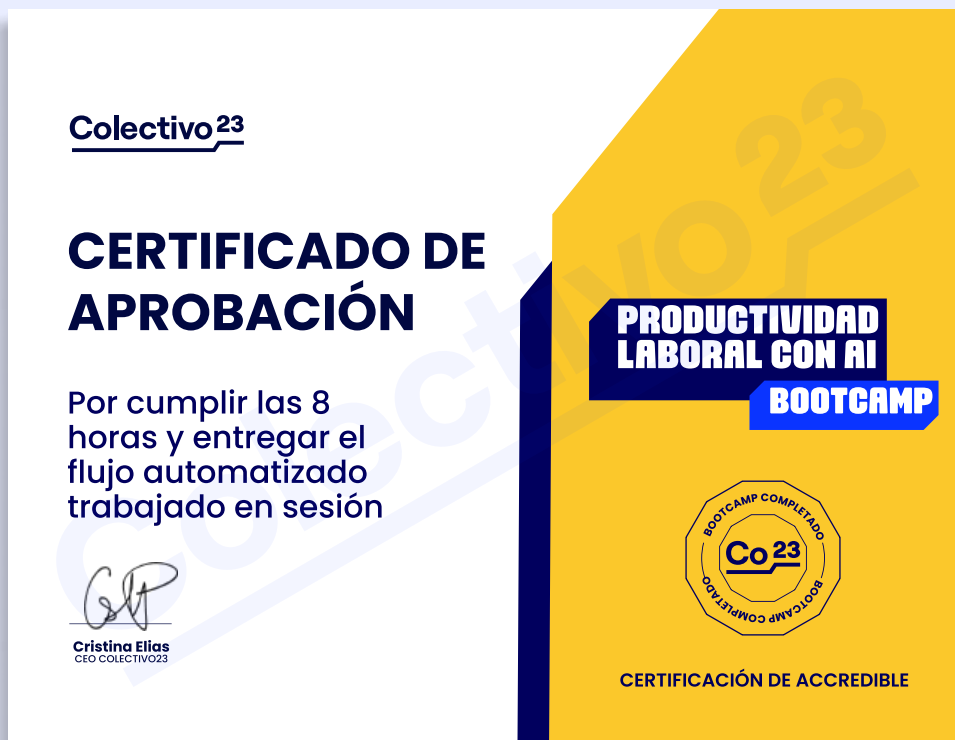 Colectivo23
CERTIFICADO DE
APROBACIÓN
Por cumplir las 8
horas y entregar el
flujo automatizado
trabajado en sesión
Cristina Elias
CEO COLECTIVO23
Colectivo23
PRODUCTIVIDAD
LABORAL CON AI
BOOTCAMP
BOOTCAMP COMPLETADO
Co23
BOOTCAMP COMPLETADO
CERTIFICACIÓN DE ACCREDIBLE